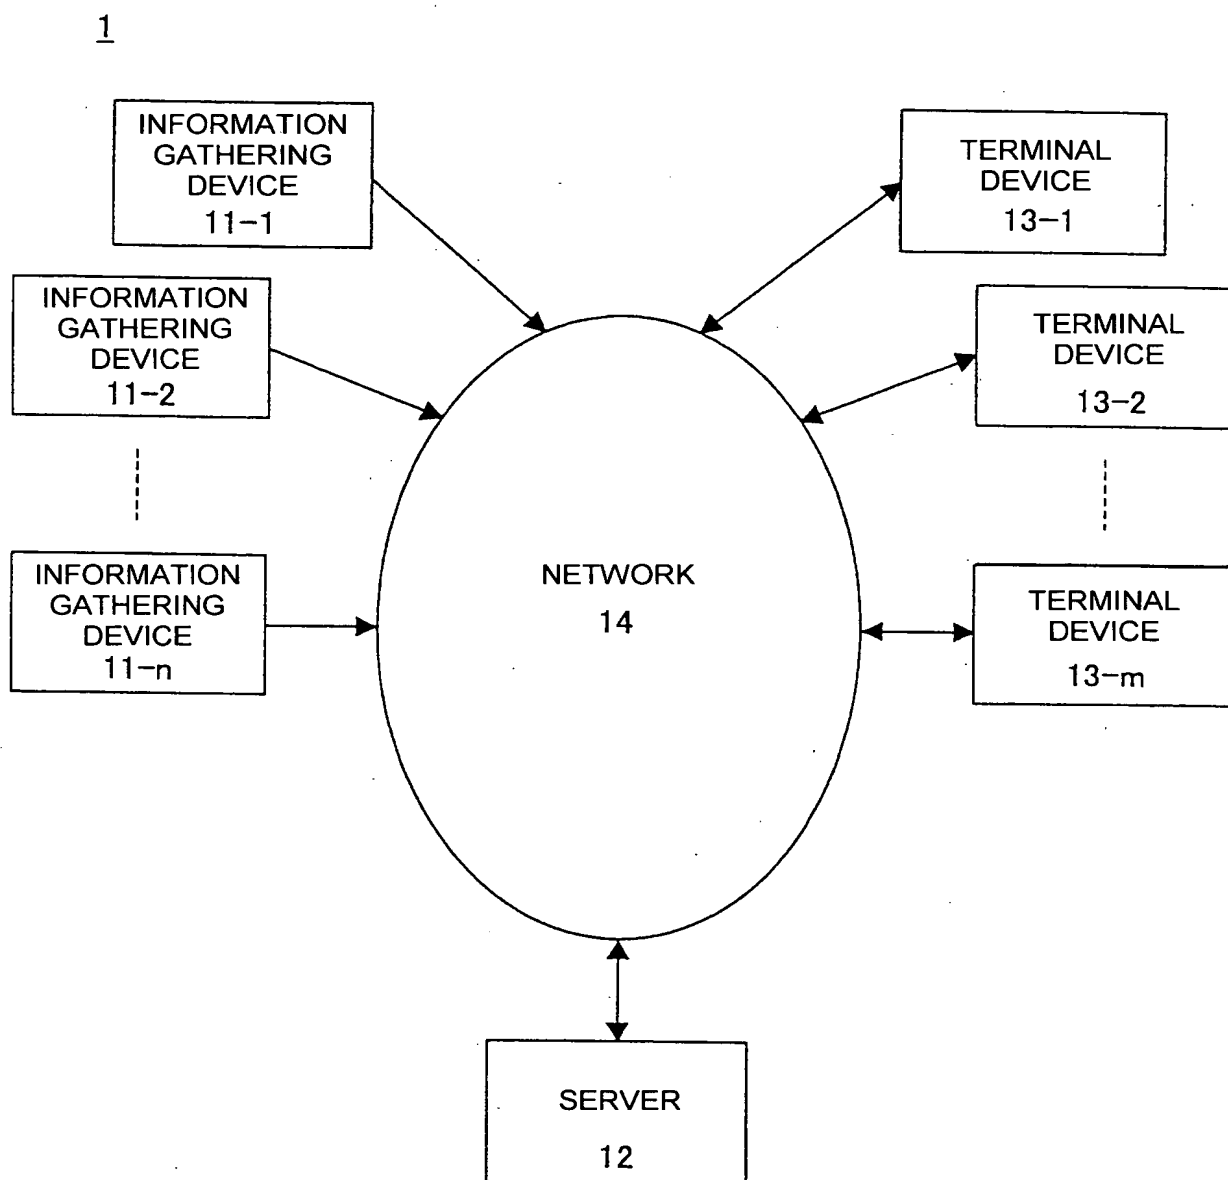 1
INFORMATION
GATHERING
DEVICE
11-1
TERMINAL
DEVICE
13-1
INFORMATION
GATHERING
DEVICE
11-2
TERMINAL
DEVICE
13-2
INFORMATION
GATHERING
DEVICE
11-n
NETWORK
14
TERMINAL
DEVICE
13-m
SERVER
12